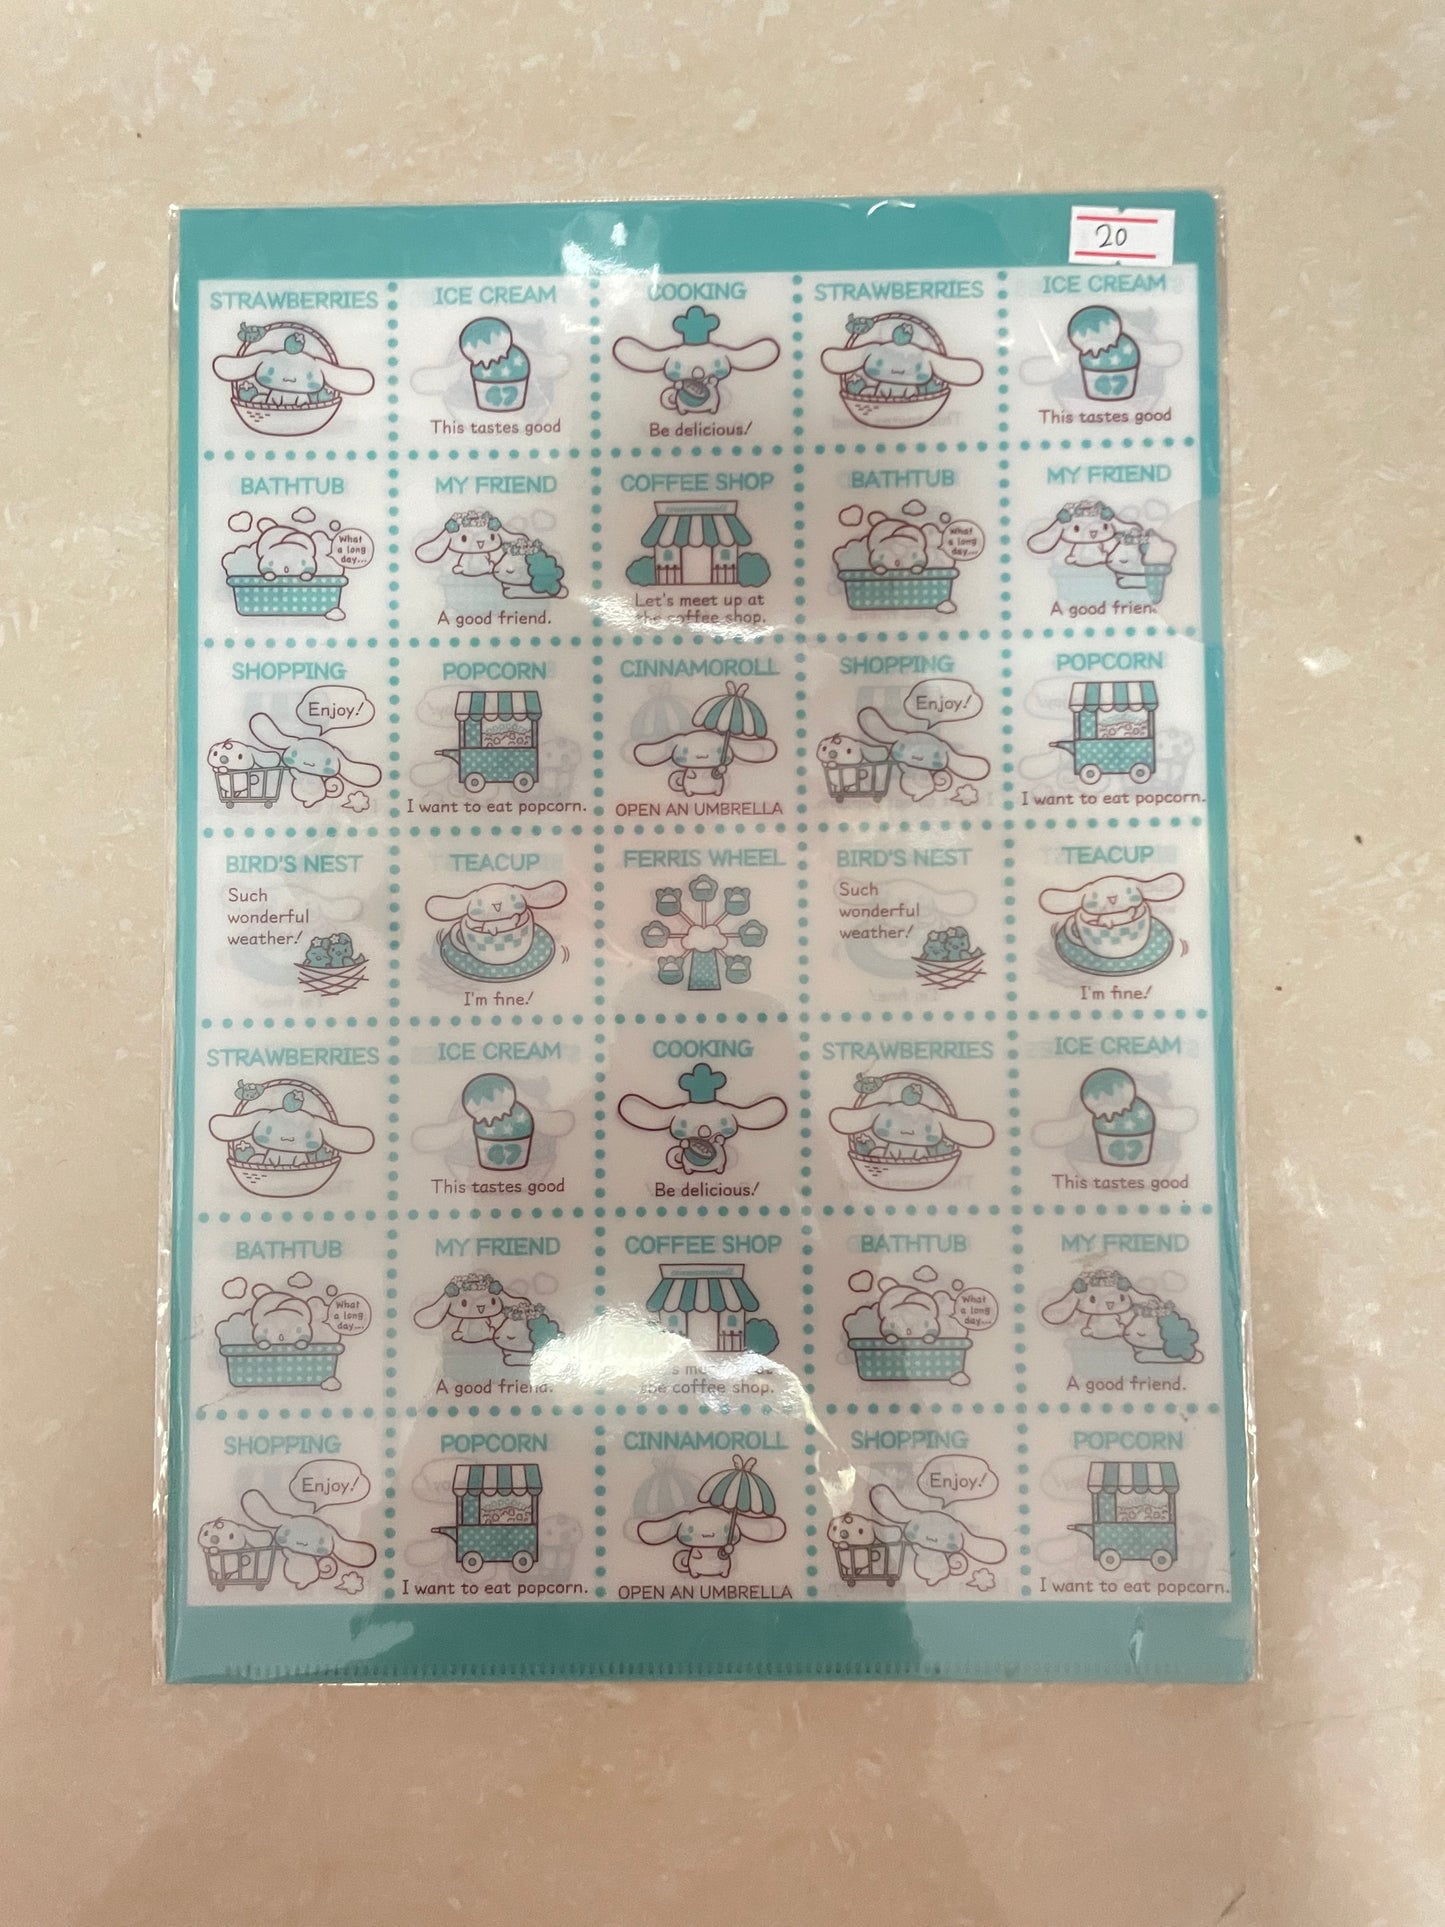 20
STRAWBERRIES
ICE CREAM
This tastes good
COOKING
Be delicious!
STRAWBERRIES
ICE CREAM
This tastes good
BATHTUB
What
a long
day...
MY FRIEND
A good friend.
COFFEE SHOP
Let's meet up at
the coffee shop.
BATHTUB
What
a long
day...
MY FRIEND
A good frien
SHOPPING
Enjoy!
POPCORN
I want to eat popcorn.
CINNAMOROLL
OPEN AN UMBRELLA
SHOPPING
Enjoy!
POPCORN
I want to eat popcorn.
BIRD'S NEST
Such
wonderful
weather!
TEACUP
I'm fine!
FERRIS WHEEL
BIRD'S NEST
Such
wonderful
weather!
TEACUP
I'm fine!
STRAWBERRIES
ICE CREAM
This tastes good
COOKING
Be delicious!
STRAWBERRIES
ICE CREAM
This tastes good
BATHTUB
What
a long
day...
MY FRIEND
A good friend.
COFFEE SHOP
the coffee shop.
BATHTUB
What
a long
day...
MY FRIEND
A good friend.
SHOPPING
Enjoy!
POPCORN
I want to eat popcorn.
CINNAMOROLL
OPEN AN UMBRELLA
SHOPPING
Enjoy!
POPCORN
I want to eat popcorn.